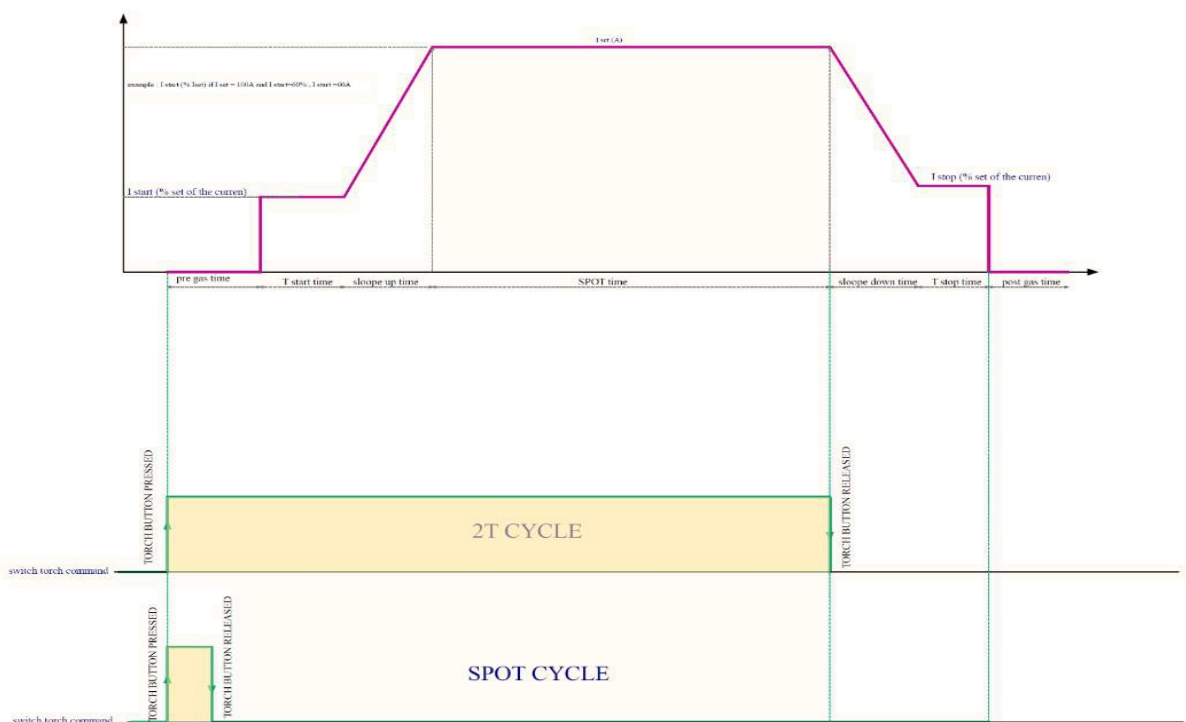 I set (A)
example : I start (% Iset) if I set = 100A and I start=60% , I start =60A
I start (% set of the curren)
I stop (% set of the curren)
pre gas time
T start time
sloope up time
SPOT time
sloope down time
T stop time
post gas time
TORCH BUTTON PRESSED
2T CYCLE
TORCH BUTTON RELEASED
switch torch command
TORCH BUTTON PRESSED
TORCH BUTTON RELEASED
SPOT CYCLE
switch torch command